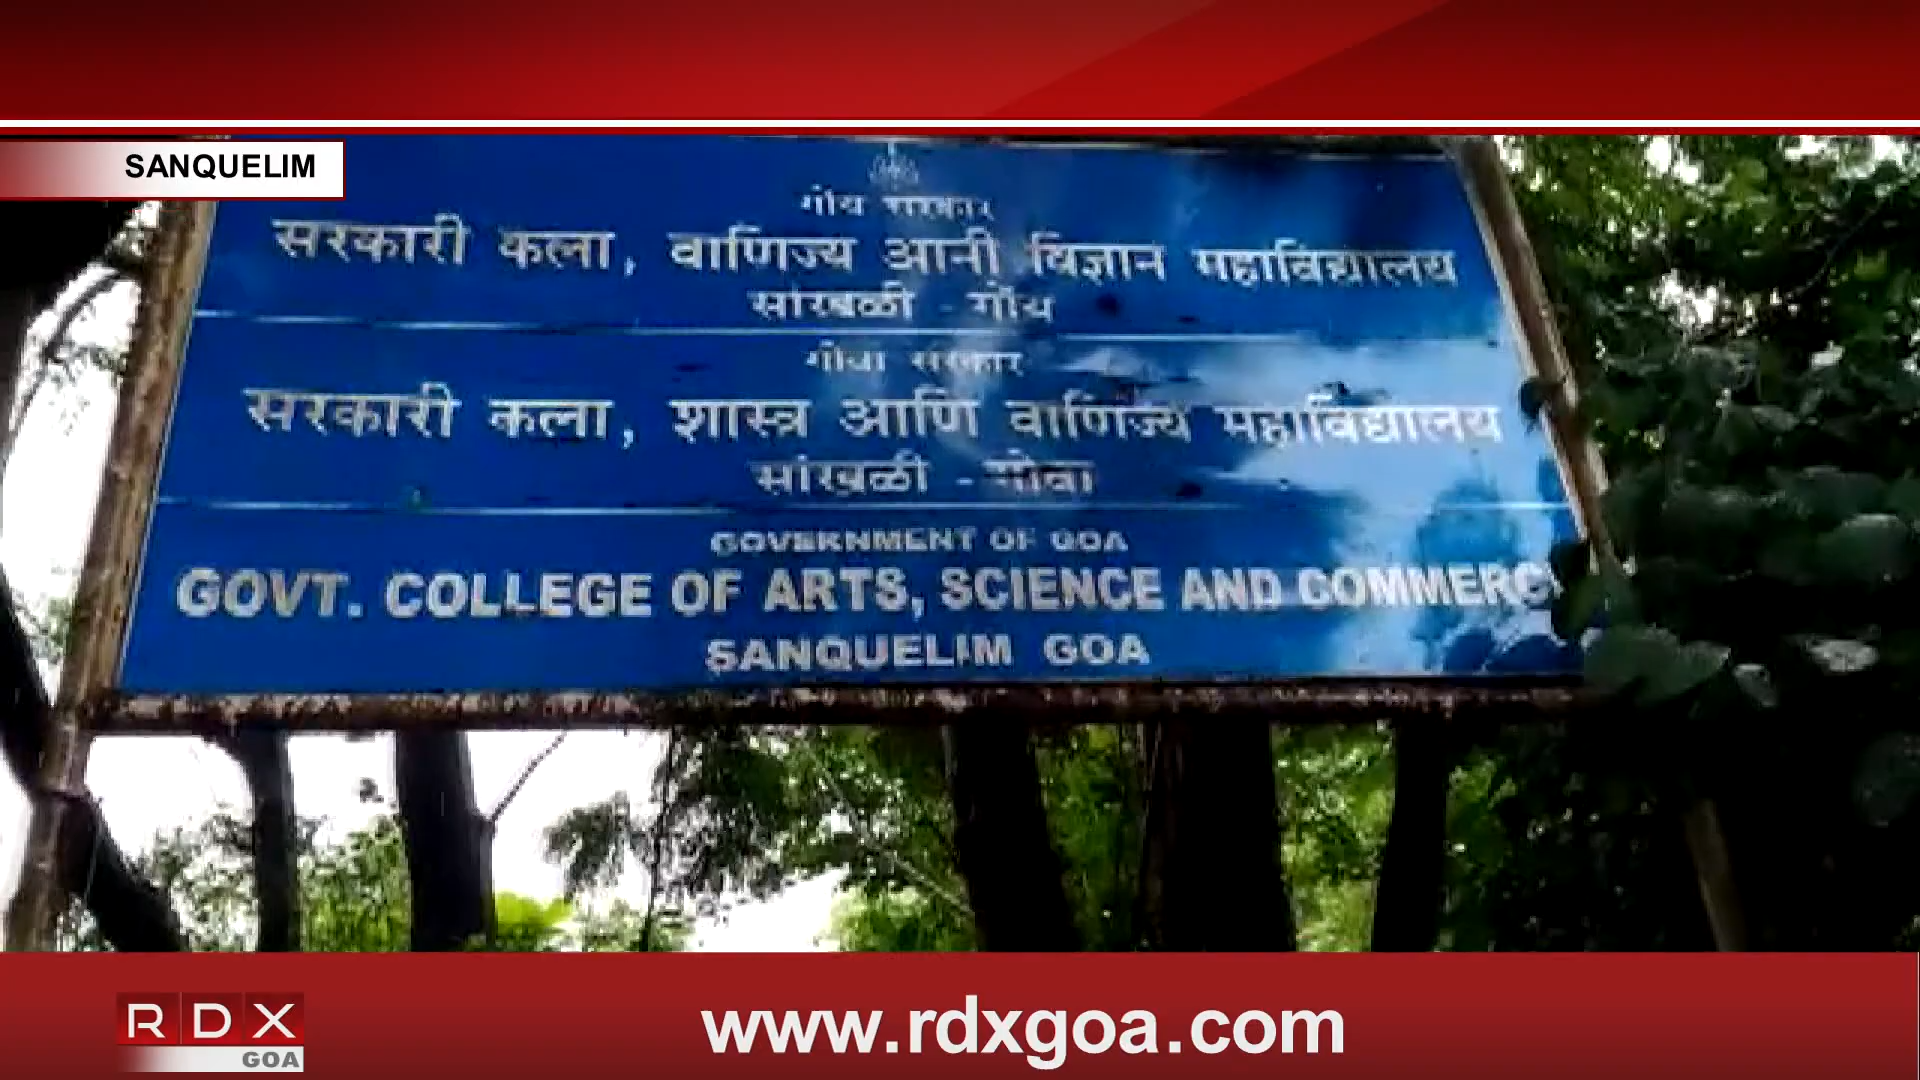 SANQUELIM
गोंय सरकार
सरकारी कला, वाणिज्य आनी विज्ञान महाविद्यालय
सांखळी - गोंय
गोवा सरकार
सरकारी कला, शास्त्र आणि वाणिज्य महाविद्यालय
सांखळी - गोवा
GOVERNMENT OF GOA
GOVT. COLLEGE OF ARTS, SCIENCE AND COMMERC
SANQUELIM GOA
RDX
GOA
www.rdxgoa.com